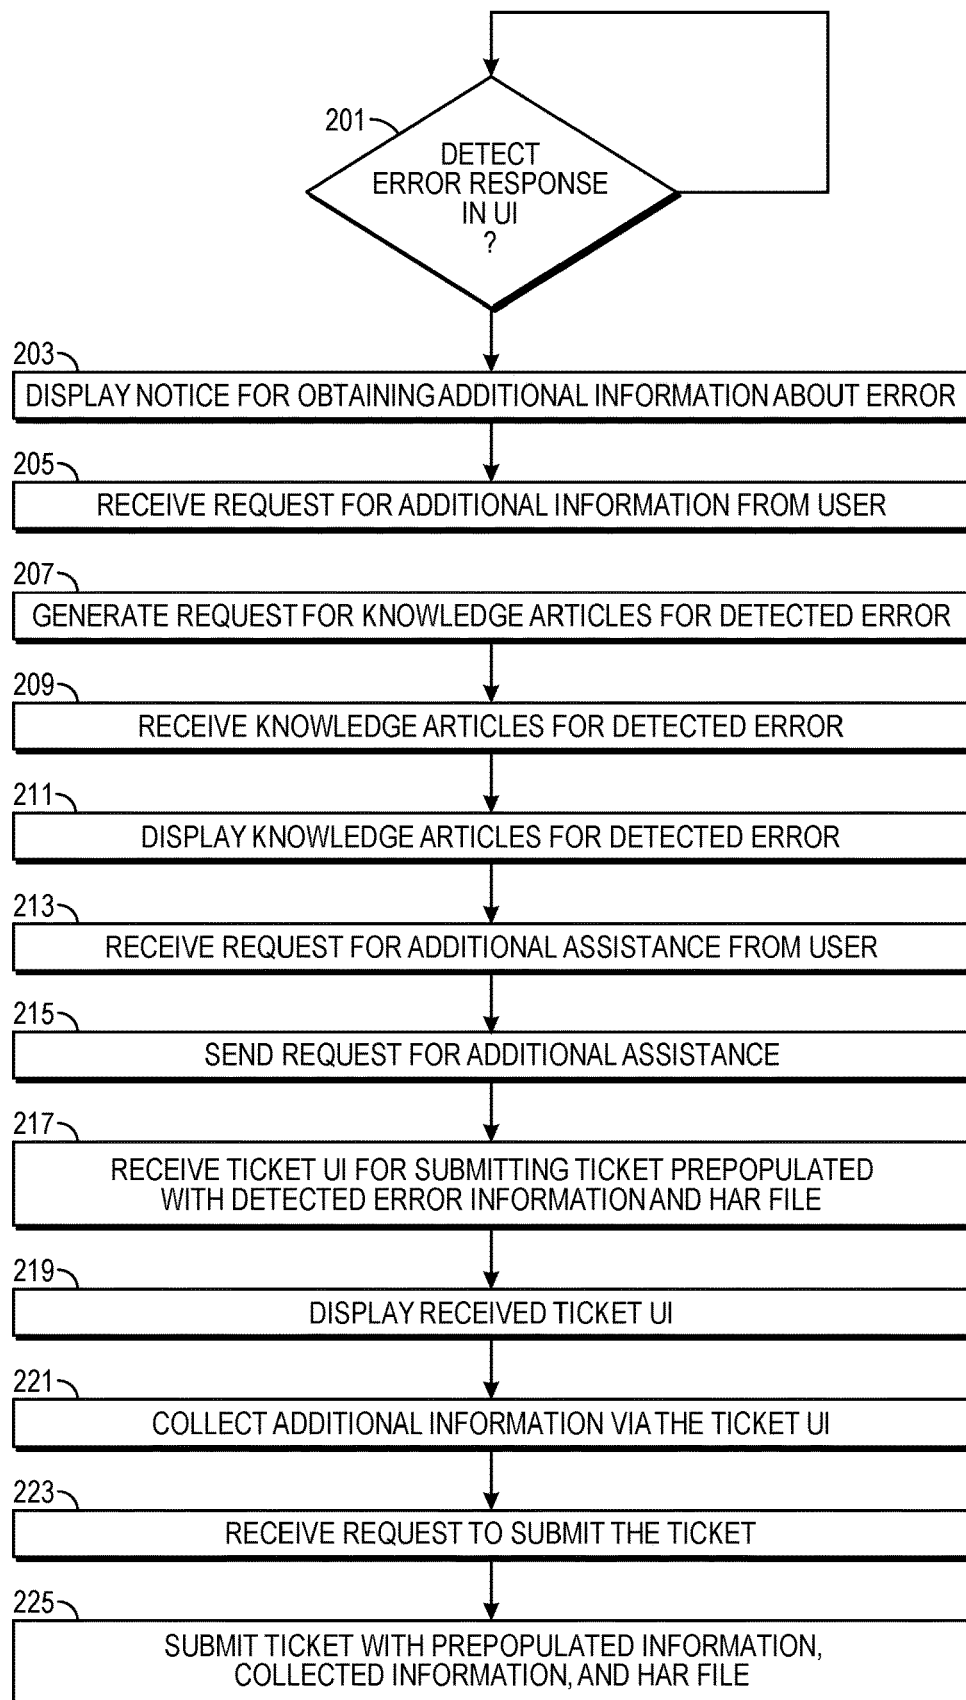 201
DETECT
ERROR RESPONSE
IN UI
?
203
DISPLAY NOTICE FOR OBTAINING ADDITIONAL INFORMATION ABOUT ERROR
205
RECEIVE REQUEST FOR ADDITIONAL INFORMATION FROM USER
207
GENERATE REQUEST FOR KNOWLEDGE ARTICLES FOR DETECTED ERROR
209
RECEIVE KNOWLEDGE ARTICLES FOR DETECTED ERROR
211
DISPLAY KNOWLEDGE ARTICLES FOR DETECTED ERROR
213
RECEIVE REQUEST FOR ADDITIONAL ASSISTANCE FROM USER
215
SEND REQUEST FOR ADDITIONAL ASSISTANCE
217
RECEIVE TICKET UI FOR SUBMITTING TICKET PREPOPULATED
WITH DETECTED ERROR INFORMATION AND HAR FILE
219
DISPLAY RECEIVED TICKET UI
221
COLLECT ADDITIONAL INFORMATION VIA THE TICKET UI
223
RECEIVE REQUEST TO SUBMIT THE TICKET
225
SUBMIT TICKET WITH PREPOPULATED INFORMATION,
COLLECTED INFORMATION, AND HAR FILE